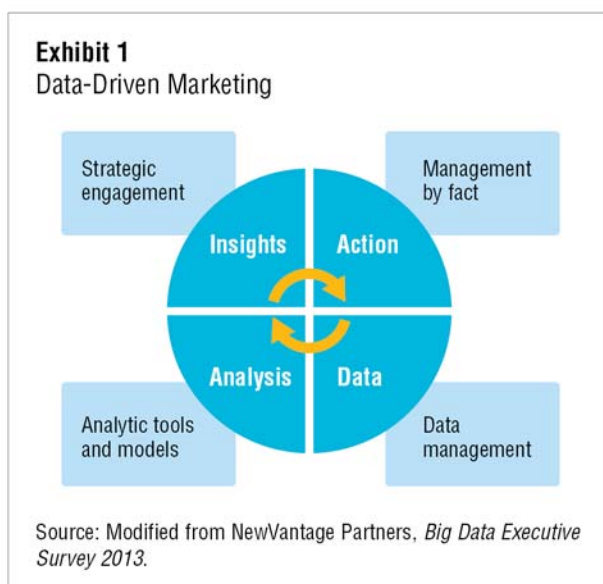 Exhibit 1
Data-Driven Marketing
Strategic
engagement
Management
by fact
Insights
Action
Analysis
Data
Analytic tools
and models
Data
management
Source: Modified from NewVantage Partners, Big Data Executive
Survey 2013.